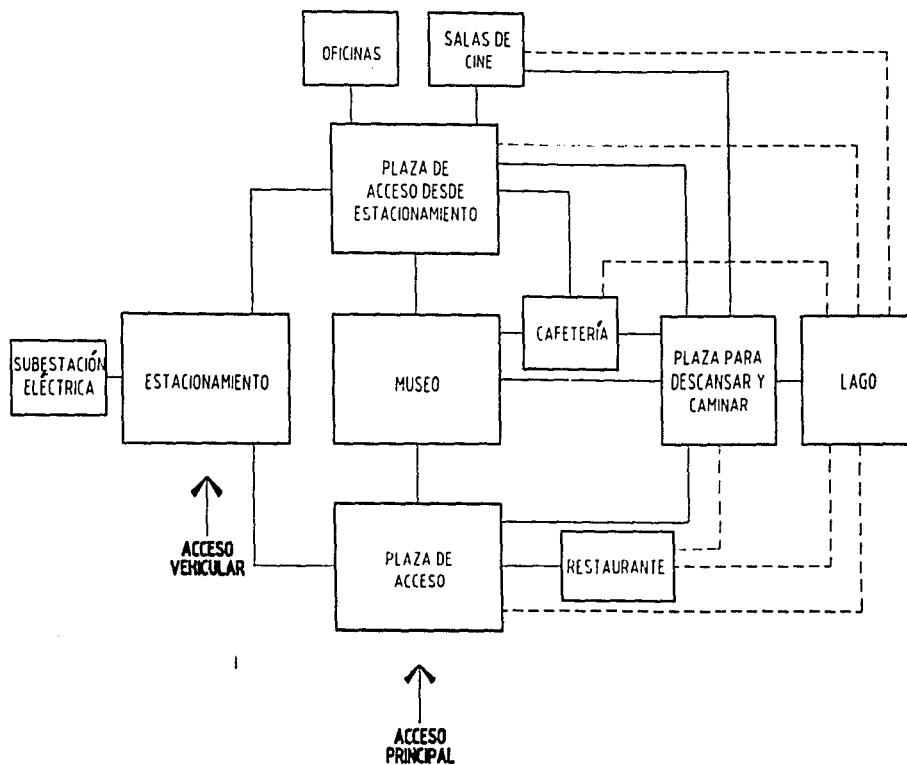 OFICINAS
SALAS DE
CINE
PLAZA DE
ACCESO DESDE
ESTACIONAMIENTO
SUBESTACIÓN
ELÉCTRICA
ESTACIONAMIENTO
MUSEO
CAFETERÍA
PLAZA PARA
DESCANSAR Y
CAMINAR
LAGO
ACCESO
VEHICULAR
PLAZA DE
ACCESO
RESTAURANTE
ACCESO
PRINCIPAL